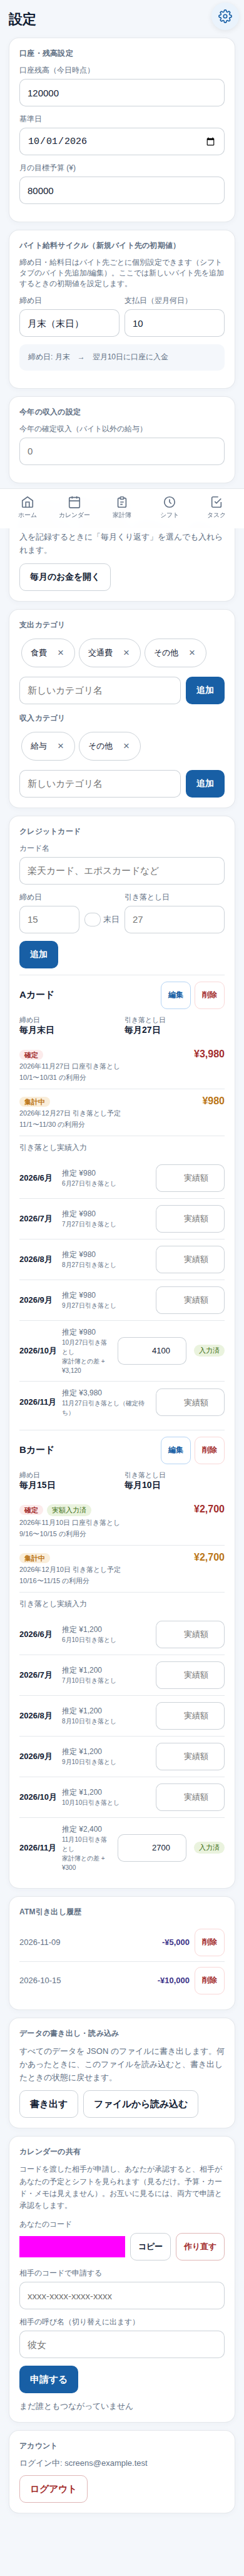 設定
口座・残高設定
口座残高（今日時点）
120000
基準日
10/01/2026
月の目標予算 (¥)
80000
バイト給料サイクル（新規バイト先の初期値）
締め日・給料日はバイト先ごとに個別設定できます（シフト
タブのバイト先追加/編集）。ここでは新しいバイト先を追加
するときの初期値を設定します。
締め日
支払日（翌月何日）
月末（末日）
10
締め日: 月末 → 翌月10日に口座に入金
今年の収入の設定
今年の確定収入（バイト以外の給与）
0
ホーム
カレンダー
家計簿
シフト
タスク
入を記録するときに「毎月くり返す」を選んでも入れら
れます。
毎月のお金を開く
支出カテゴリ
食費 ×
交通費 ×
その他 ×
新しいカテゴリ名
追加
収入カテゴリ
給与 ×
その他 ×
新しいカテゴリ名
追加
クレジットカード
カード名
楽天カード、エポスカードなど
締め日
引き落とし日
15
末日
27
追加
Aカード
編集
削除
締め日
引き落とし日
毎月末日
毎月27日
確定
¥3,980
2026年11月27日 口座引き落とし
10/1〜10/31 の利用分
集計中
¥980
2026年12月27日 引き落とし予定
11/1〜11/30 の利用分
引き落とし実績入力
2026/6月
推定 ¥980
6月27日引き落とし
実績額
2026/7月
推定 ¥980
7月27日引き落とし
実績額
2026/8月
推定 ¥980
8月27日引き落とし
実績額
2026/9月
推定 ¥980
9月27日引き落とし
実績額
2026/10月
推定 ¥980
10月27日引き落
とし
家計簿との差 +
¥3,120
4100
入力済
2026/11月
推定 ¥3,980
11月27日引き落とし（確定待
ち）
実績額
Bカード
編集
削除
締め日
引き落とし日
毎月15日
毎月10日
確定
実額入力済み
¥2,700
2026年11月10日 口座引き落とし
9/16〜10/15 の利用分
集計中
¥2,700
2026年12月10日 引き落とし予定
10/16〜11/15 の利用分
引き落とし実績入力
2026/6月
推定 ¥1,200
6月10日引き落とし
実績額
2026/7月
推定 ¥1,200
7月10日引き落とし
実績額
2026/8月
推定 ¥1,200
8月10日引き落とし
実績額
2026/9月
推定 ¥1,200
9月10日引き落とし
実績額
2026/10月
推定 ¥1,200
10月10日引き落とし
実績額
2026/11月
推定 ¥2,400
11月10日引き落
とし
家計簿との差 +
¥300
2700
入力済
ATM引き出し履歴
2026-11-09
-¥5,000
削除
2026-10-15
-¥10,000
削除
データの書き出し・読み込み
すべてのデータを JSON のファイルに書き出します。何
かあったときに、このファイルを読み込むと、書き出し
たときの状態に戻せます。
書き出す
ファイルから読み込む
カレンダーの共有
コードを渡した相手が申請し、あなたが承認すると、相手が
あなたの予定とシフトを見られます（見るだけ。予算・カー
ド・メモは見えません）。お互いに見るには、両方で申請と
承認をします。
あなたのコード
コピー
作り直す
相手のコードで申請する
xxxx-xxxx-xxxx-xxxx
相手の呼び名（切り替えに出ます）
彼女
申請する
まだ誰ともつながっていません
アカウント
ログイン中: screens@example.test
ログアウト